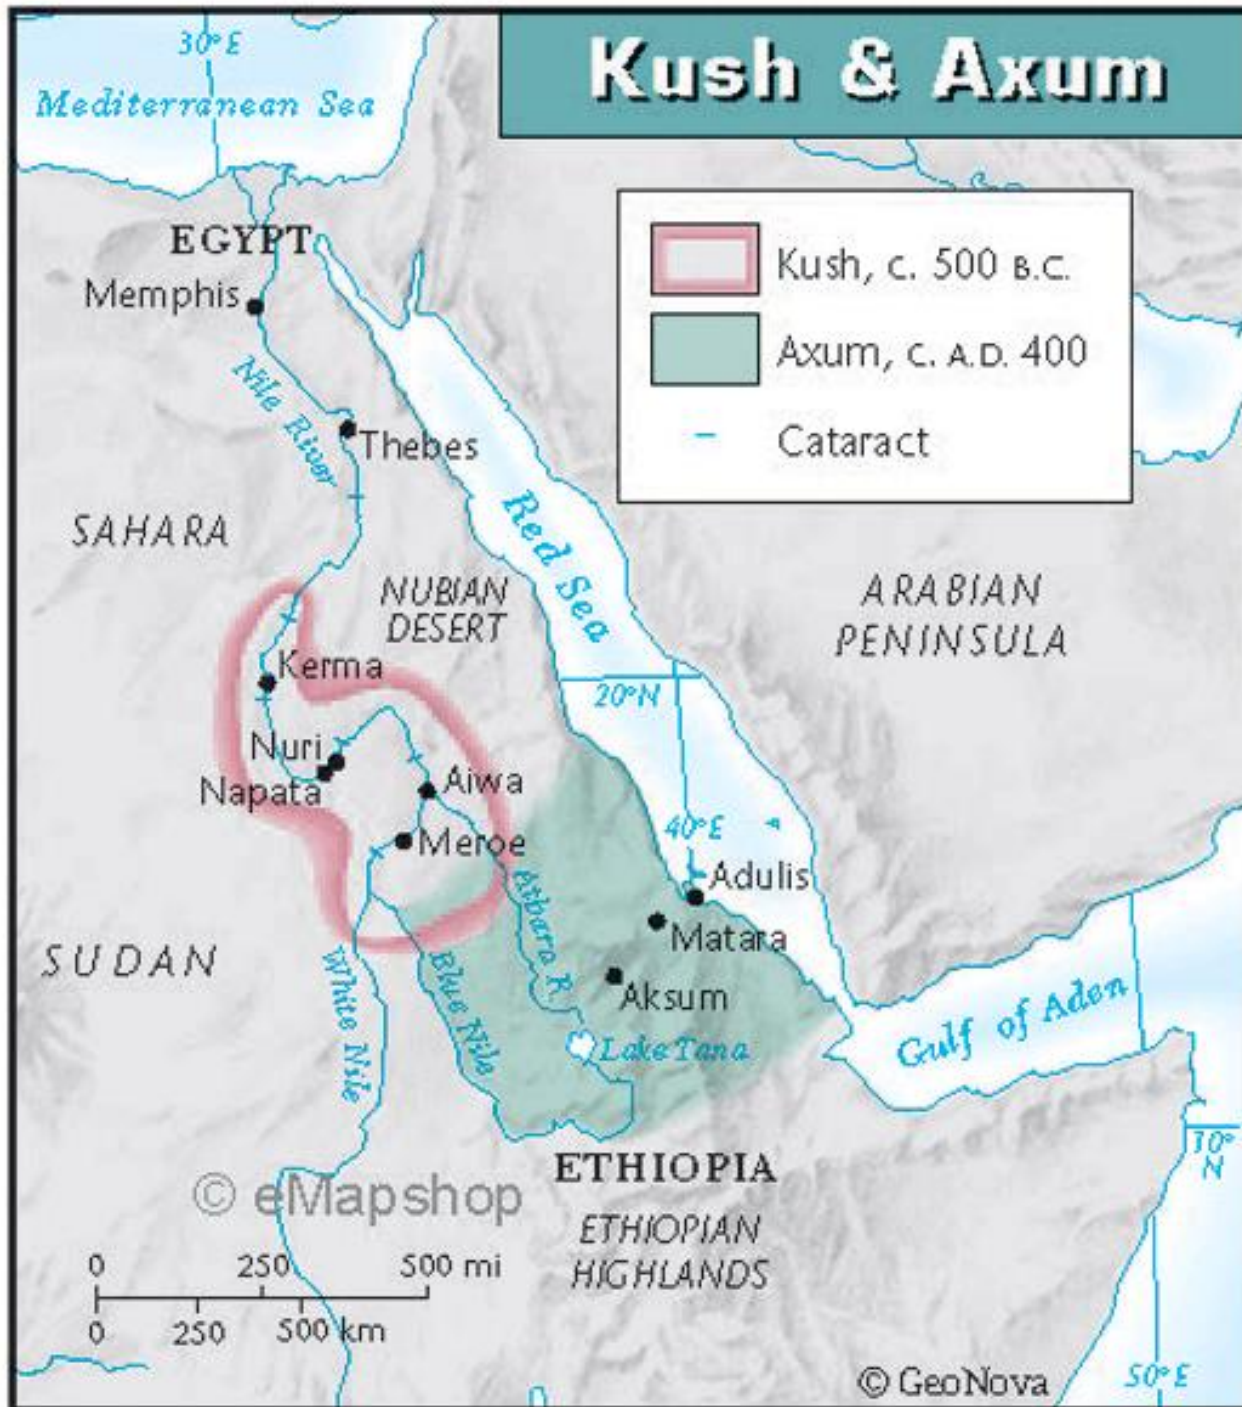 Kush & Axum
30°E
Mediterranean Sea
EGYPT
Memphis
Kush, c. 500 B.C.
Axum, c. A.D. 400
Cataract
Nile River
Thebes
Red Sea
SAHARA
NUBIAN
DESERT
ARABIAN
PENINSULA
Kerma
20°N
Nuri
Napata
Aiwa
40°E
Meroe
Adulis
Atbara R.
Matara
SUDAN
White Nile
Blue Nile
Aksum
Gulf of Aden
Lake Tana
10°
N
ETHIOPIA
© eMapshop
ETHIOPIAN
HIGHLANDS
0 250 500 mi
0 250 500 km
© GeoNova
50°E